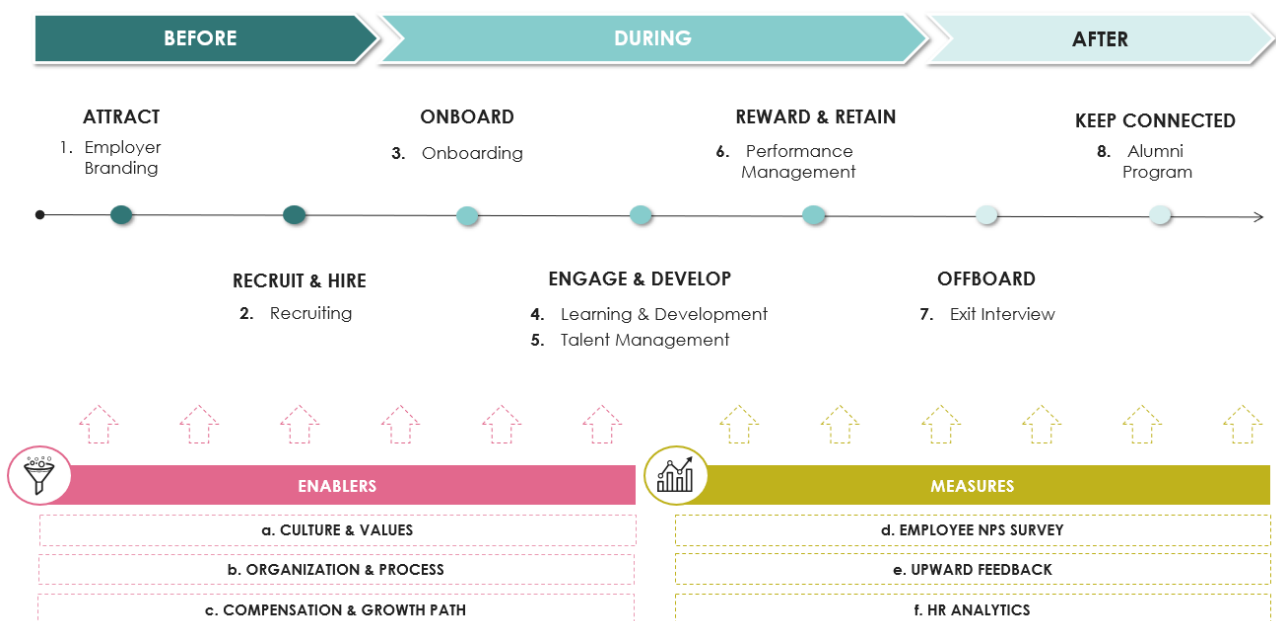 BEFORE
DURING
AFTER
ATTRACT
1. Employer
Branding
ONBOARD
3. Onboarding
REWARD & RETAIN
6. Performance
Management
KEEP CONNECTED
8. Alumni
Program
RECRUIT & HIRE
2. Recruiting
ENGAGE & DEVELOP
4. Learning & Development
5. Talent Management
OFFBOARD
7. Exit Interview
ENABLERS
a. CULTURE & VALUES
b. ORGANIZATION & PROCESS
c. COMPENSATION & GROWTH PATH
MEASURES
d. EMPLOYEE NPS SURVEY
e. UPWARD FEEDBACK
f. HR ANALYTICS